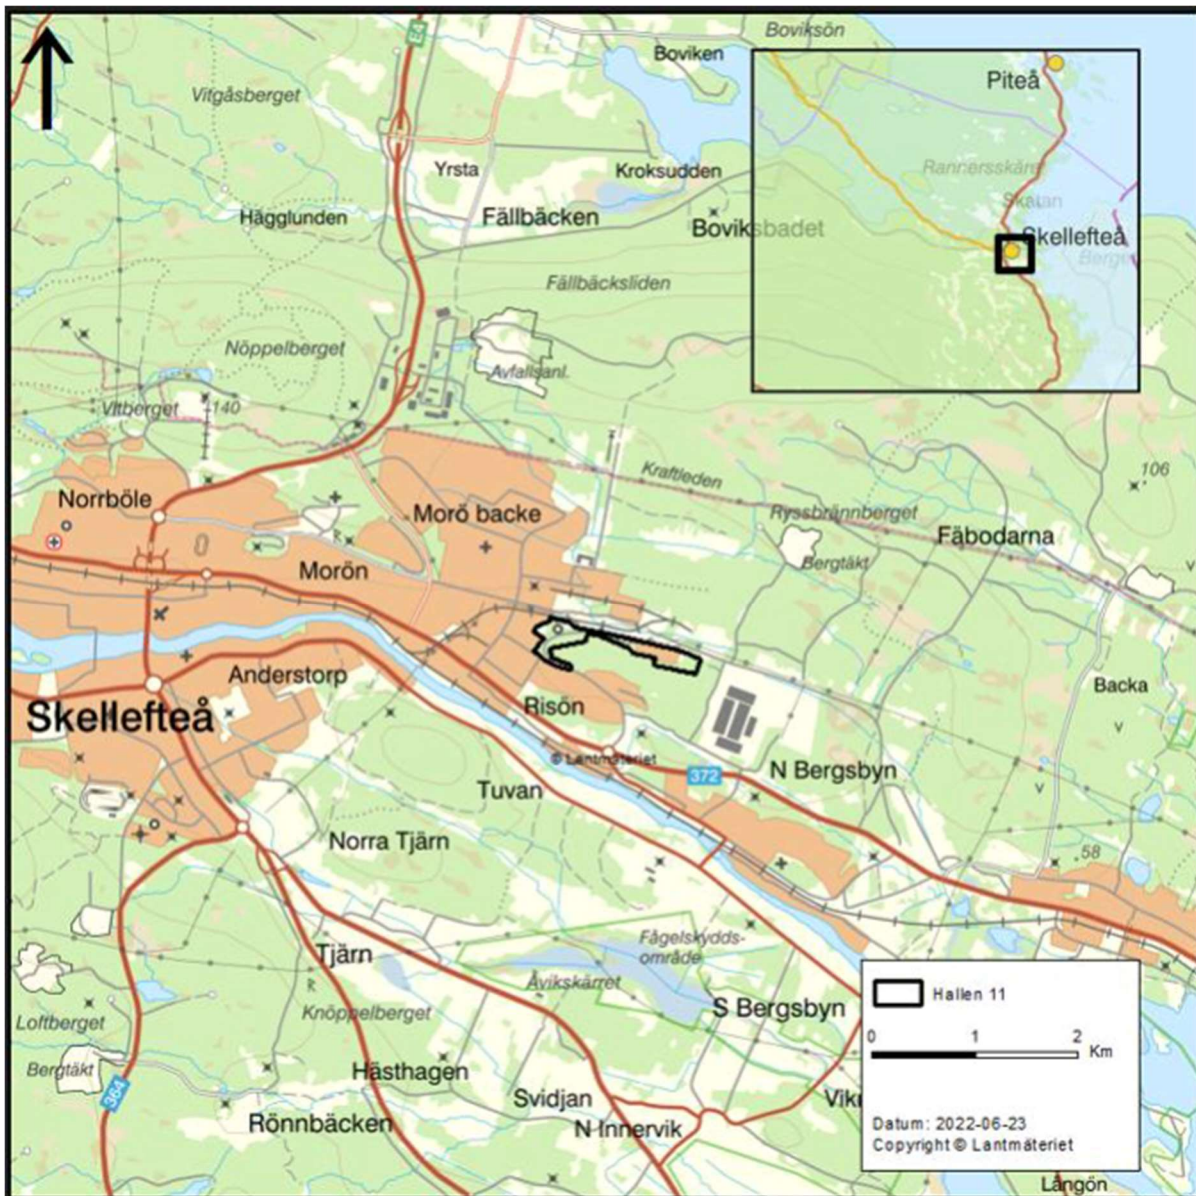 Boviksön
Boviken
Vitgåsberget
Piteå
Yrsta
Kroksudden
Rannersskäret
Skatan
Hägglunden
Fällbäcken
Boviksbadet
Skellefteå
Fällbäcksliden
Nöppelberget
Avfallsanl.
Vitberget
140
Kraftleden
106
Norrböle
Morö backe
Ryssbrännberget
Fäbodarna
Bergtäkt
Morön
Anderstorp
Backa
Skellefteå
Risön
© Lantmäteriet
372
N Bergsbyn
Tuvan
Norra Tjärn
58
Fågelskydds-
område
Tjärn
Åvikskärret
Hallen 11
S Bergsbyn
Knöppelberget
Loftberget
0 1 2
Km
Bergtäkt
Hästhagen
364
Svidjan
Rönnbäcken
N Innervik
Datum: 2022-06-23
Copyright © Lantmäteriet
Långön